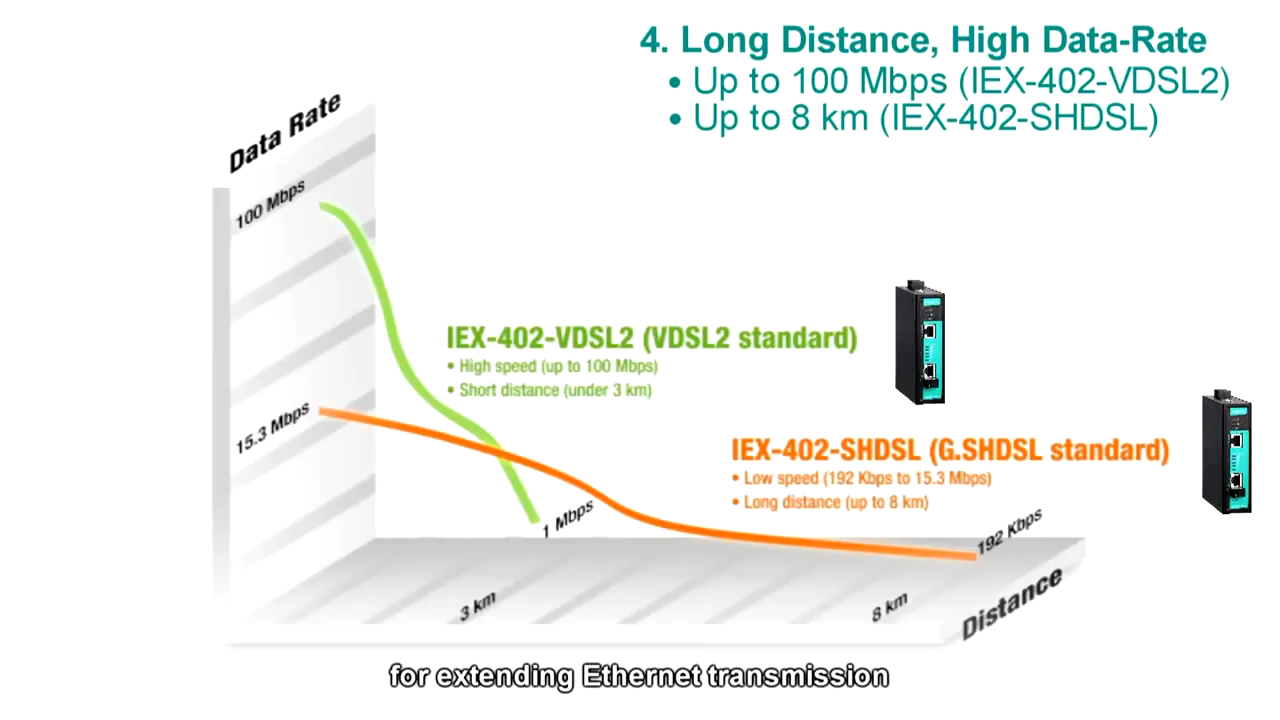 4. Long Distance, High Data-Rate
• Up to 100 Mbps (IEX-402-VDSL2)
• Up to 8 km (IEX-402-SHDSL)
Data Rate
100 Mbps
IEX-402-VDSL2 (VDSL2 standard)
• High speed (up to 100 Mbps)
• Short distance (under 3 km)
15.3 Mbps
IEX-402-SHDSL (G.SHDSL standard)
• Low speed (192 Kbps to 15.3 Mbps)
• Long distance (up to 8 km)
1 Mbps
192 Kbps
3 km
8 km
Distance
for extending Ethernet transmission